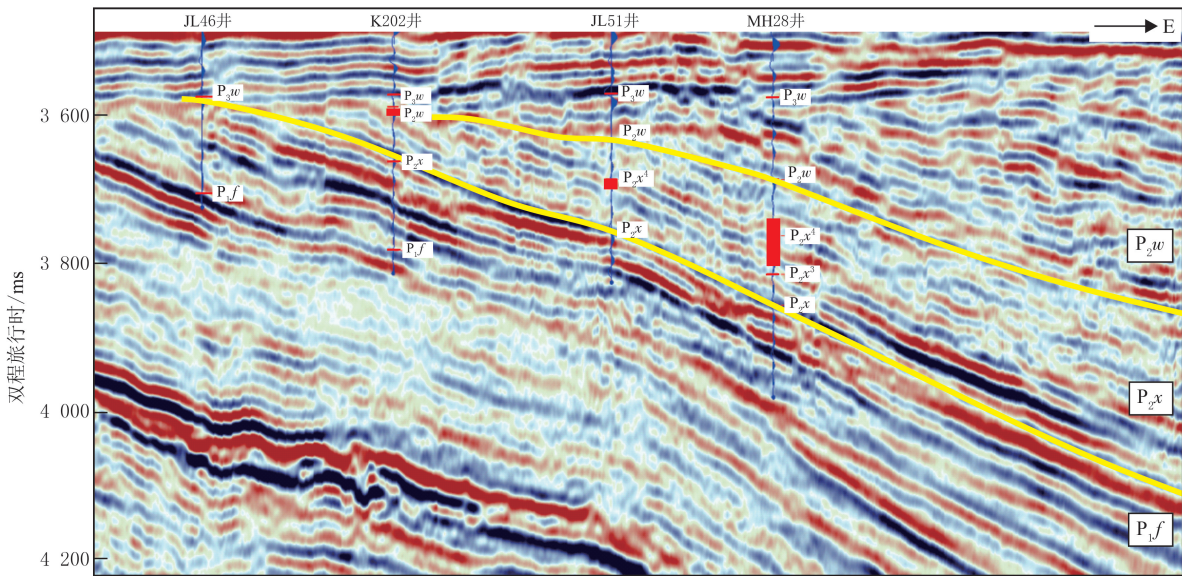 JL46井 K202井 JL51井 MH28井 E
P₃w P₃w P₃w P₃w
3 600
P₂w P₂w
P₂x P₂w
P₁f P₂x⁴
P₂x P₂x⁴ P₂w
P₁f
3 800
P₂x³
P₂x
双程旅行时/ms
4 000
P₂x
P₁f
4 200